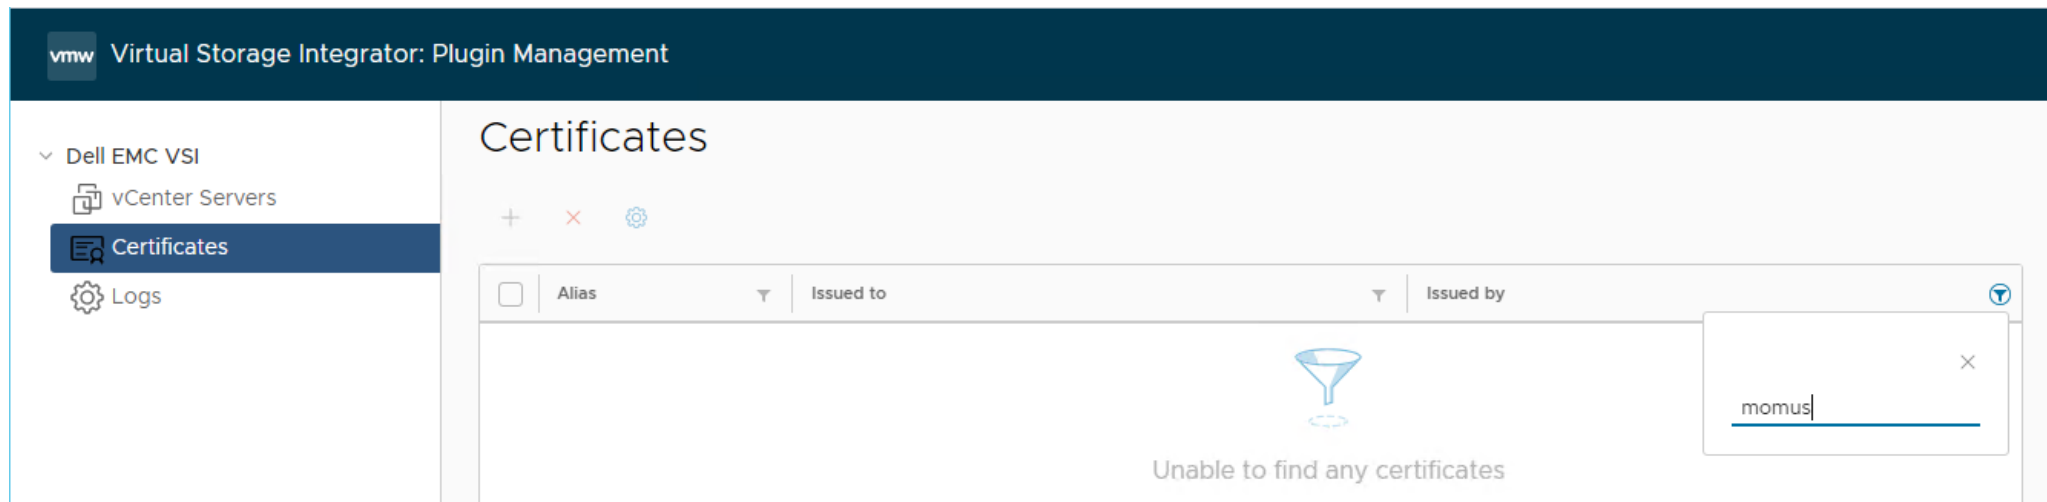 vmw Virtual Storage Integrator: Plugin Management
Dell EMC VSI
vCenter Servers
Certificates
Logs
Certificates
Alias Issued to Issued by
momus
Unable to find any certificates